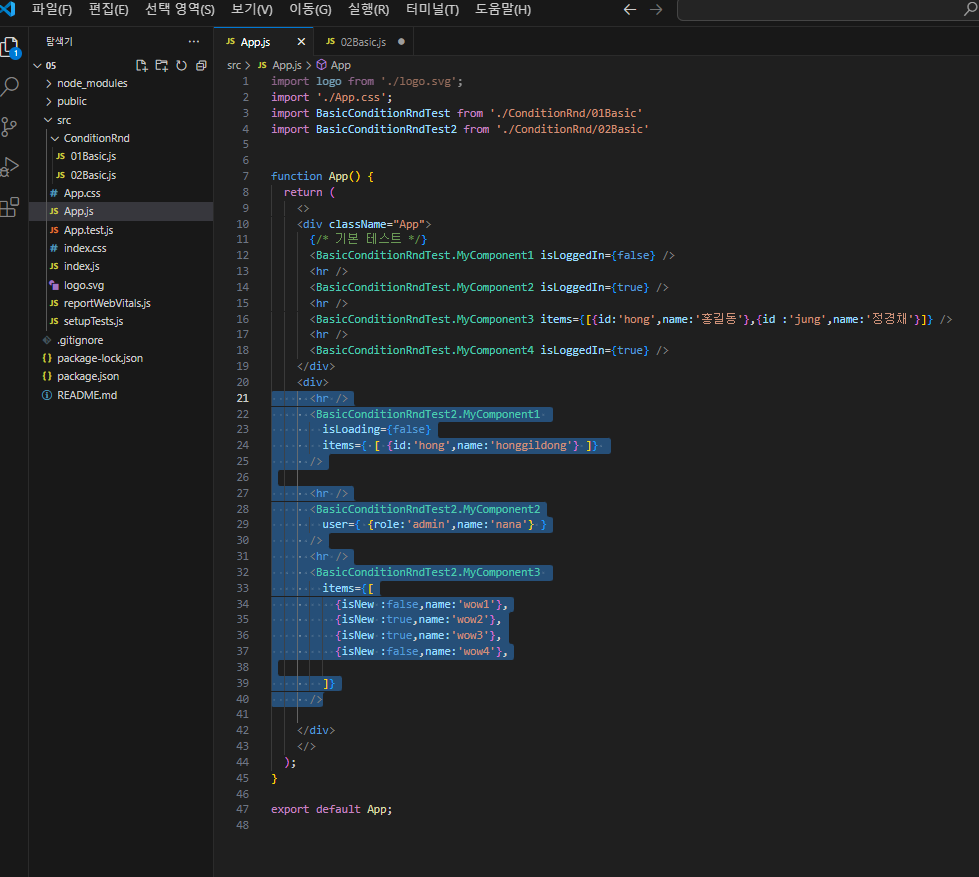 파일(F) 편집(E) 선택 영역(S) 보기(V) 이동(G) 실행(R) 터미널(T) 도움말(H)
탐색기
1
05
node_modules
public
src
ConditionRnd
JS 01Basic.js
JS 02Basic.js
# App.css
JS App.js
JS App.test.js
# index.css
JS index.js
logo.svg
JS reportWebVitals.js
JS setupTests.js
.gitignore
{} package-lock.json
{} package.json
README.md
JS App.js
JS 02Basic.js
src > JS App.js > App
1 import logo from './logo.svg';
2 import './App.css';
3 import BasicConditionRndTest from './ConditionRnd/01Basic'
4 import BasicConditionRndTest2 from './ConditionRnd/02Basic'
5
6
7 function App() {
8 return (
9 <>
10 <div className="App">
11 {/* 기본 테스트 */}
12 <BasicConditionRndTest.MyComponent1 isLoggedIn={false} />
13 <hr />
14 <BasicConditionRndTest.MyComponent2 isLoggedIn={true} />
15 <hr />
16 <BasicConditionRndTest.MyComponent3 items={[{id:'hong',name:'홍길동'},{id :'jung',name:'정경채'}]} />
17 <hr />
18 <BasicConditionRndTest.MyComponent4 isLoggedIn={true} />
19 </div>
20 <div>
21 <hr />
22 <BasicConditionRndTest2.MyComponent1
23 isLoading={false}
24 items={ [ {id:'hong',name:'honggildong'} ]}
25 />
26
27 <hr />
28 <BasicConditionRndTest2.MyComponent2
29 user={ {role:'admin',name:'nana'} }
30 />
31 <hr />
32 <BasicConditionRndTest2.MyComponent3
33 items={[
34 {isNew :false,name:'wow1'},
35 {isNew :true,name:'wow2'},
36 {isNew :true,name:'wow3'},
37 {isNew :false,name:'wow4'},
38
39 ]}
40 />
41
42 </div>
43 </>
44 );
45 }
46
47 export default App;
48